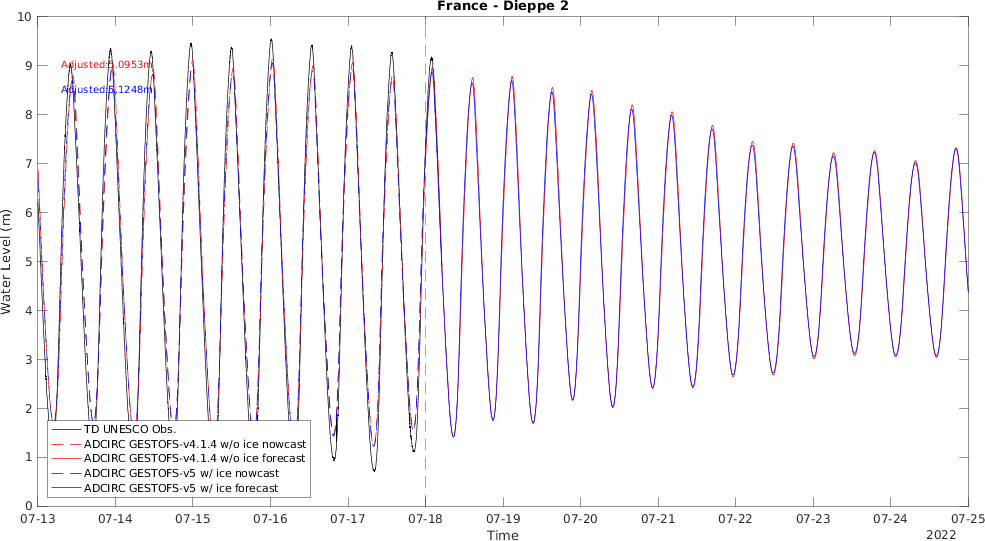 France - Dieppe 2
Water Level (m)
10
9
8
7
6
5
4
3
2
1
0
Adjusted:5.0953m
Adjusted:5.1248m
TD UNESCO Obs.
ADCIRC GESTOFS-v4.1.4 w/o ice nowcast
ADCIRC GESTOFS-v4.1.4 w/o ice forecast
ADCIRC GESTOFS-v5 w/ ice nowcast
ADCIRC GESTOFS-v5 w/ ice forecast
07-13 07-14 07-15 07-16 07-17 07-18 07-19 07-20 07-21 07-22 07-23 07-24 07-25
Time
2022